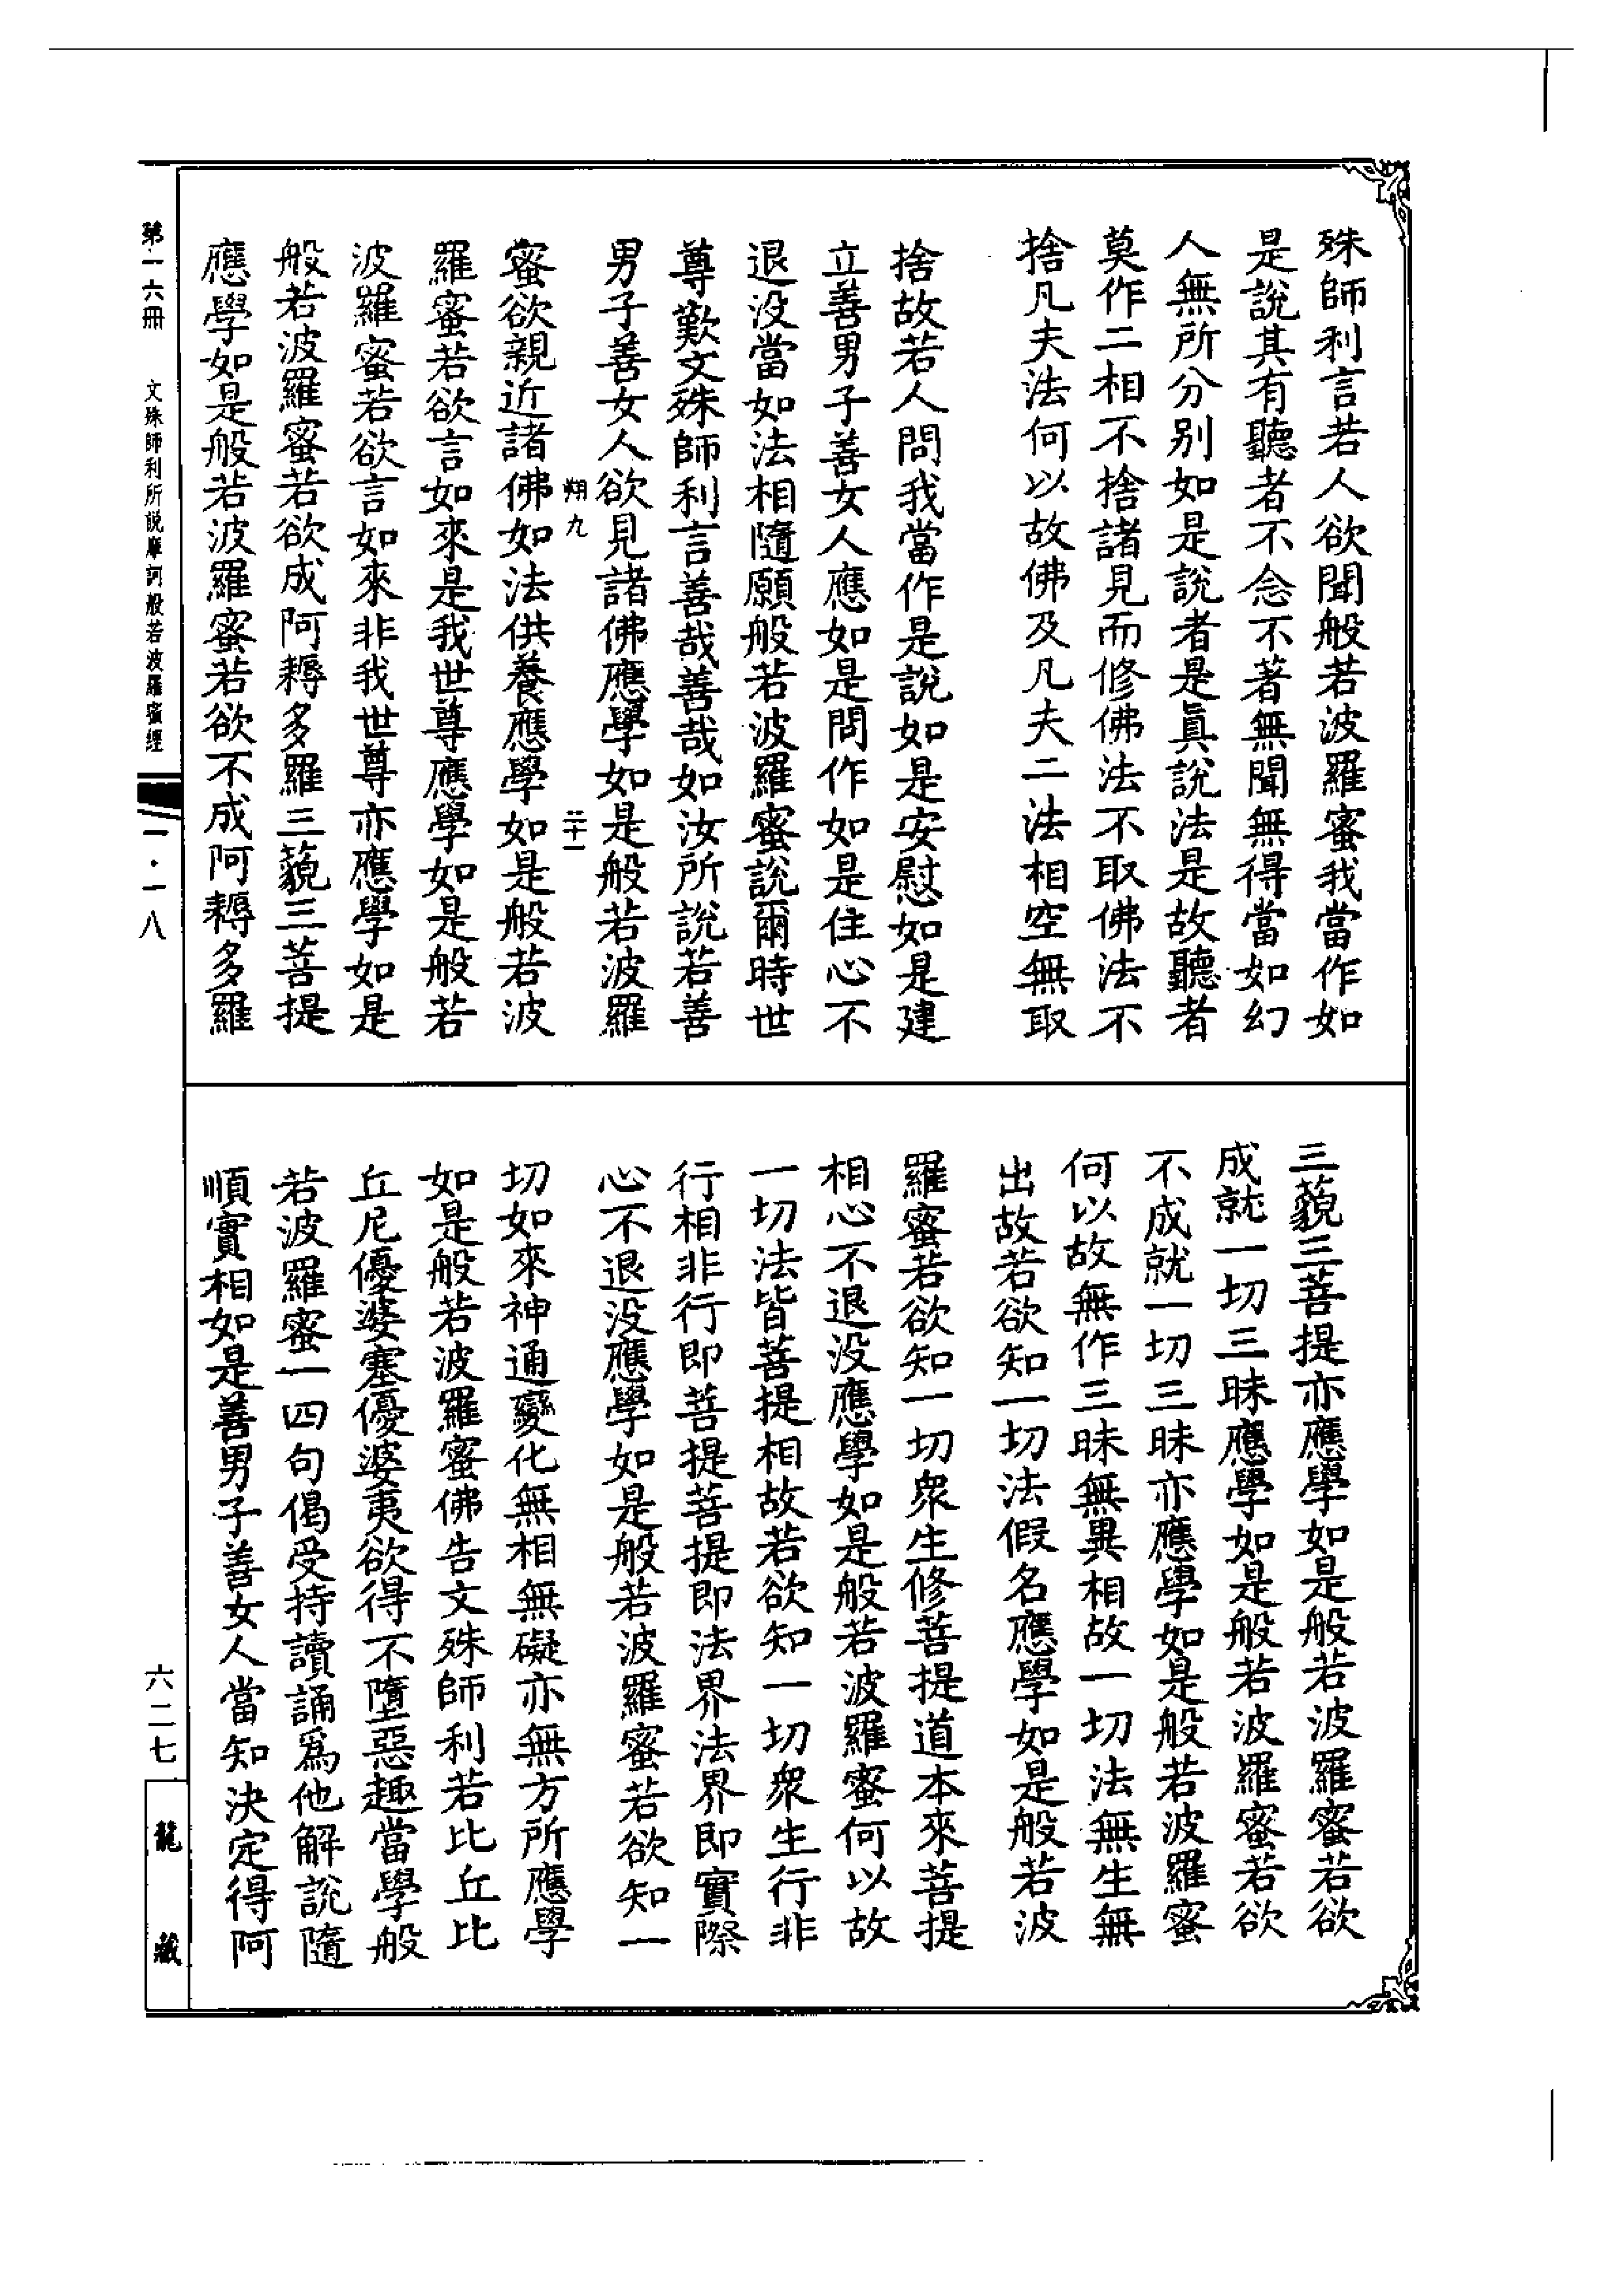 殊師利言若人欲聞般若波羅蜜我當作如
是說其有聽者不念不著無聞無得當如幻
人無所分別如是說者是真說法是故聽者
莫作二相不捨諸見而修佛法不取佛法不
捨凡夫法何以故佛及凡夫二法相空無取
捨故若人問我當作是說如是安慰如是建
立善男子善女人應如是問作如是住心不
退没當如法相隨願般若波羅蜜說爾時世
尊歎文殊師利言善哉善哉如汝所說若善
男子善女人欲見諸佛應學如是般若波羅
翔九 二十一
蜜欲親近諸佛如法供養應學如是般若波
羅蜜若欲言如來是我世尊應學如是般若
波羅蜜若欲言如來非我世尊亦應學如是
般若波羅蜜若欲成阿耨多羅三藐三菩提
應學如是般若波羅蜜若欲不成阿耨多羅
三藐三菩提亦應學如是般若波羅蜜若欲
成就一切三昧應學如是般若波羅蜜若欲
不成就一切三昧亦應學如是般若波羅蜜
何以故無作三昧無異相故一切法無生無
出故若欲知一切法假名應學如是般若波
羅蜜若欲知一切衆生修菩提道本來菩提
相心不退没應學如是般若波羅蜜何以故
一切法皆菩提相故若欲知一切衆生行非
行相非行即菩提菩提即法界法界即實際
心不退没應學如是般若波羅蜜若欲知一
切如來神通變化無相無礙亦無方所應學
如是般若波羅蜜佛告文殊師利若比丘比
丘尼優婆塞優婆夷欲得不墮惡趣當學般
若波羅蜜一四句偈受持讀誦爲他解說隨
順實相如是善男子善女人當知決定得阿
第一六冊 文殊師利所説摩訶般若波羅蜜經
一·一八
六二七
龍藏